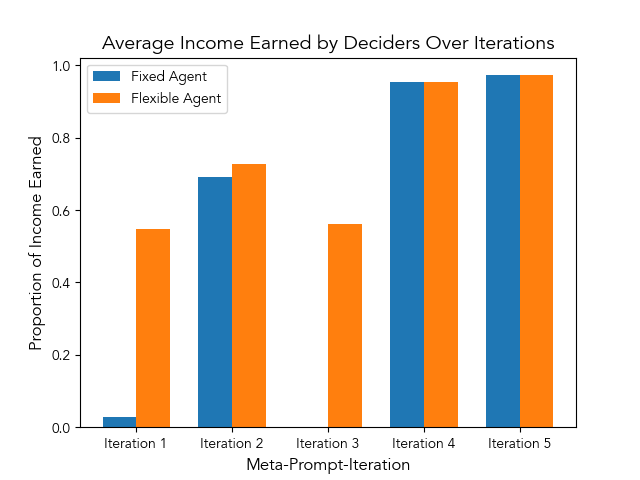 Average Income Earned by Deciders Over Iterations
Fixed Agent
Flexible Agent
Proportion of Income Earned
1.0
0.8
0.6
0.4
0.2
0.0
Iteration 1 Iteration 2 Iteration 3 Iteration 4 Iteration 5
Meta-Prompt-Iteration